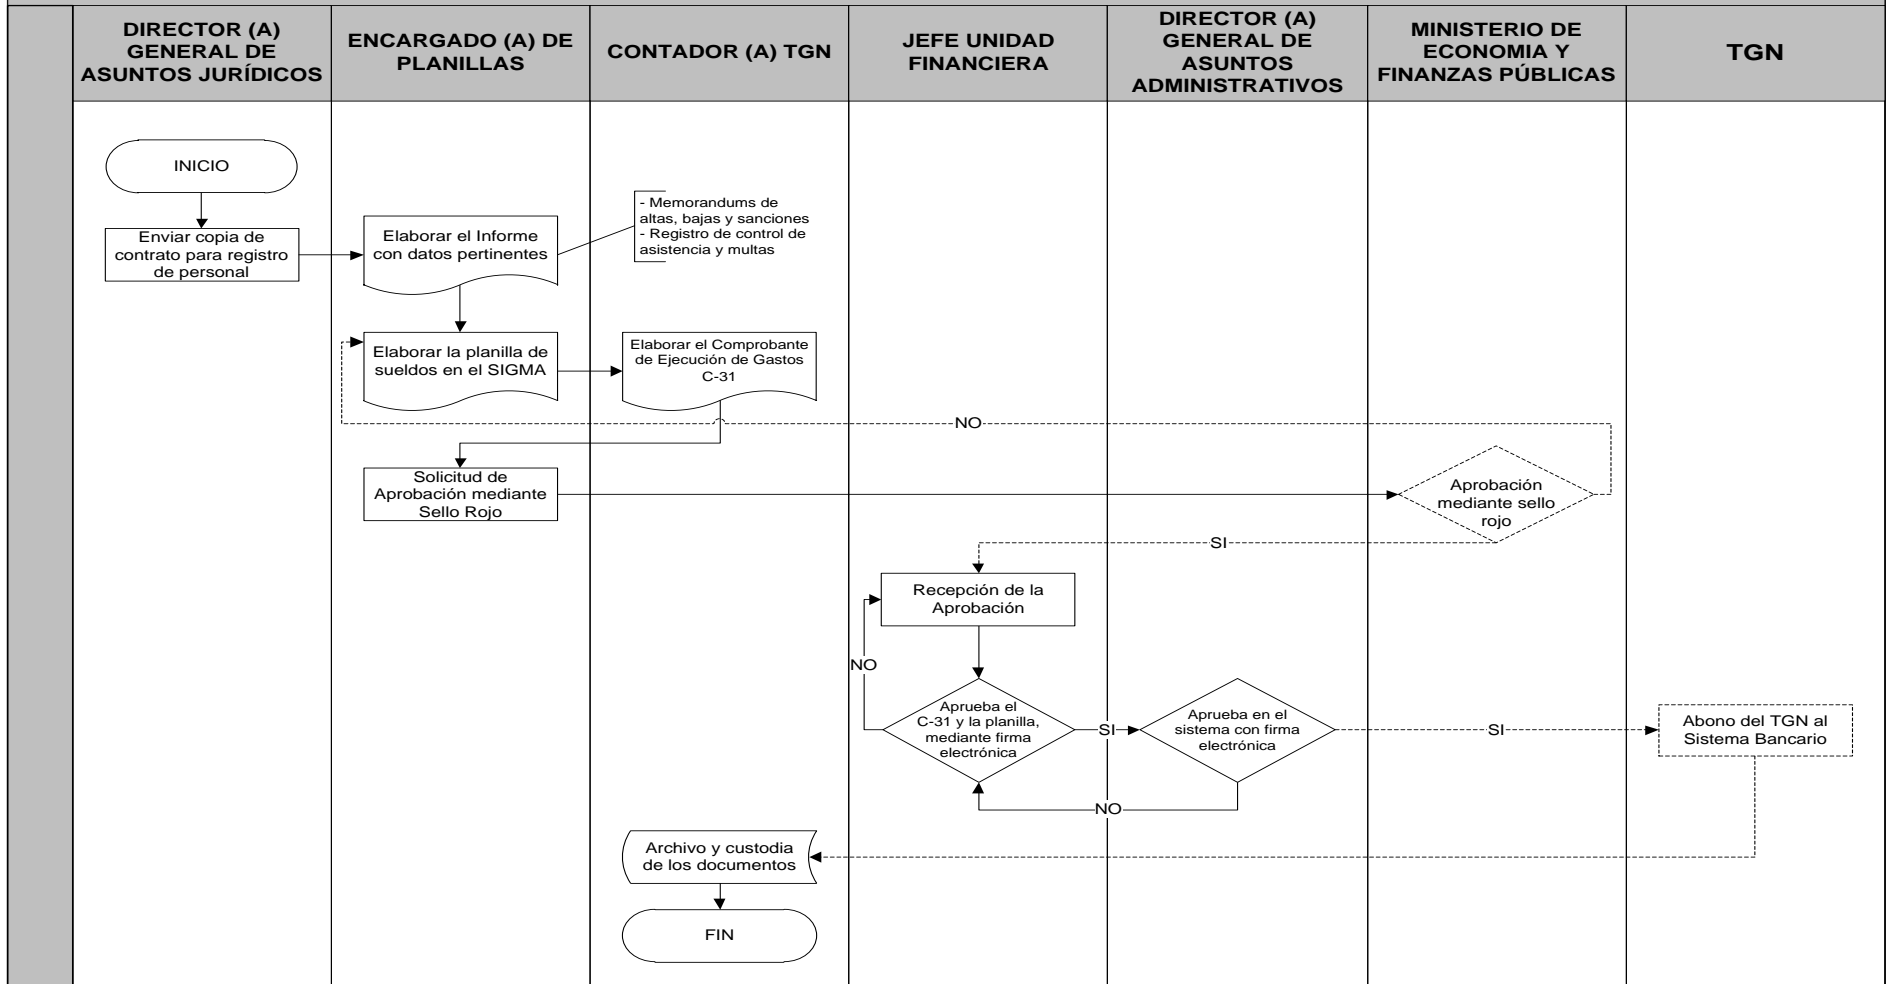 DIRECTOR (A)
GENERAL DE
ASUNTOS JURÍDICOS
ENCARGADO (A) DE
PLANILLAS
CONTADOR (A) TGN
JEFE UNIDAD
FINANCIERA
DIRECTOR (A)
GENERAL DE
ASUNTOS
ADMINISTRATIVOS
MINISTERIO DE
ECONOMIA Y
FINANZAS PÚBLICAS
TGN
INICIO
Enviar copia de
contrato para registro
de personal
Elaborar el Informe
con datos pertinentes
- Memorandums de
altas, bajas y sanciones
- Registro de control de
asistencia y multas
Elaborar la planilla de
sueldos en el SIGMA
Elaborar el Comprobante
de Ejecución de Gastos
C-31
NO
Solicitud de
Aprobación mediante
Sello Rojo
Aprobación
mediante sello
rojo
SI
Recepción de la
Aprobación
NO
Aprueba el
C-31 y la planilla,
mediante firma
electrónica
SI
Aprueba en el
sistema con firma
electrónica
SI
Abono del TGN al
Sistema Bancario
NO
Archivo y custodia
de los documentos
FIN